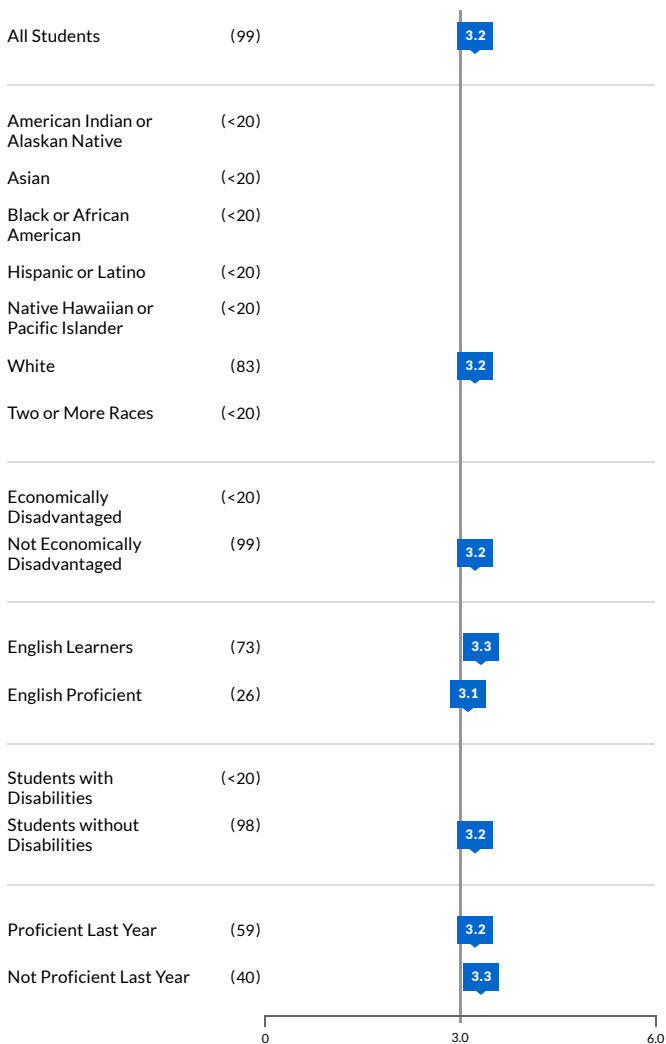 All Students (99) 3.2
American Indian or (<20)
Alaskan Native
Asian (<20)
Black or African (<20)
American
Hispanic or Latino (<20)
Native Hawaiian or (<20)
Pacific Islander
White (83) 3.2
Two or More Races (<20)
Economically (<20)
Disadvantaged
Not Economically (99) 3.2
Disadvantaged
English Learners (73) 3.3
English Proficient (26) 3.1
Students with (<20)
Disabilities
Students without (98) 3.2
Disabilities
Proficient Last Year (59) 3.2
Not Proficient Last Year (40) 3.3
0 3.0 6.0